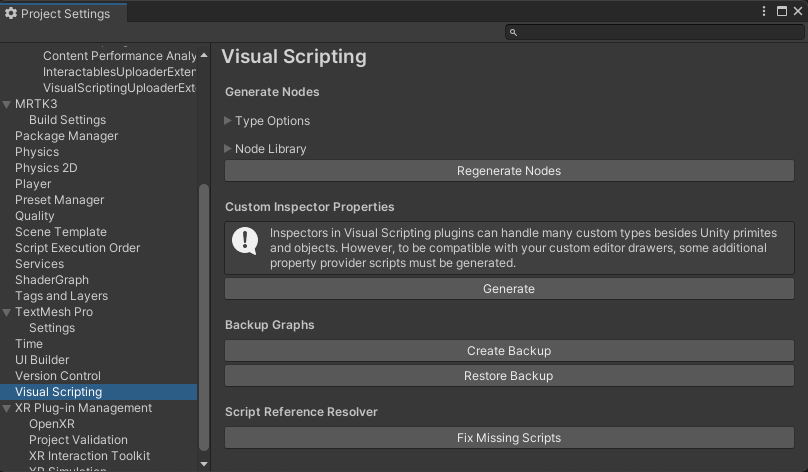 Project Settings
Content Performance Analy
InteractablesUploaderExten
VisualScriptingUploaderExte
MRTK3
Build Settings
Package Manager
Physics
Physics 2D
Player
Preset Manager
Quality
Scene Template
Script Execution Order
Services
ShaderGraph
Tags and Layers
TextMesh Pro
Settings
Time
UI Builder
Version Control
Visual Scripting
XR Plug-in Management
OpenXR
Project Validation
XR Interaction Toolkit
XR Simulation
Visual Scripting
Generate Nodes
Type Options
Node Library
Regenerate Nodes
Custom Inspector Properties
Inspectors in Visual Scripting plugins can handle many custom types besides Unity primites
and objects. However, to be compatible with your custom editor drawers, some additional
property provider scripts must be generated.
Generate
Backup Graphs
Create Backup
Restore Backup
Script Reference Resolver
Fix Missing Scripts